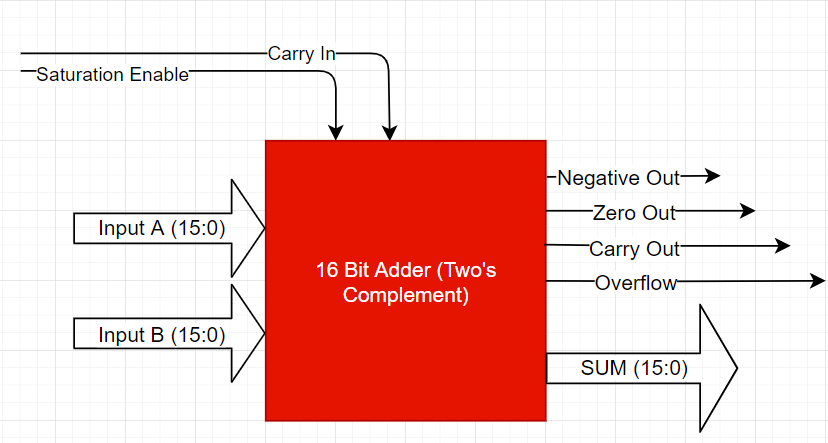 Carry In
Saturation Enable
Negative Out
Input A (15:0)
Zero Out
Carry Out
16 Bit Adder (Two's
Complement)
Overflow
Input B (15:0)
SUM (15:0)